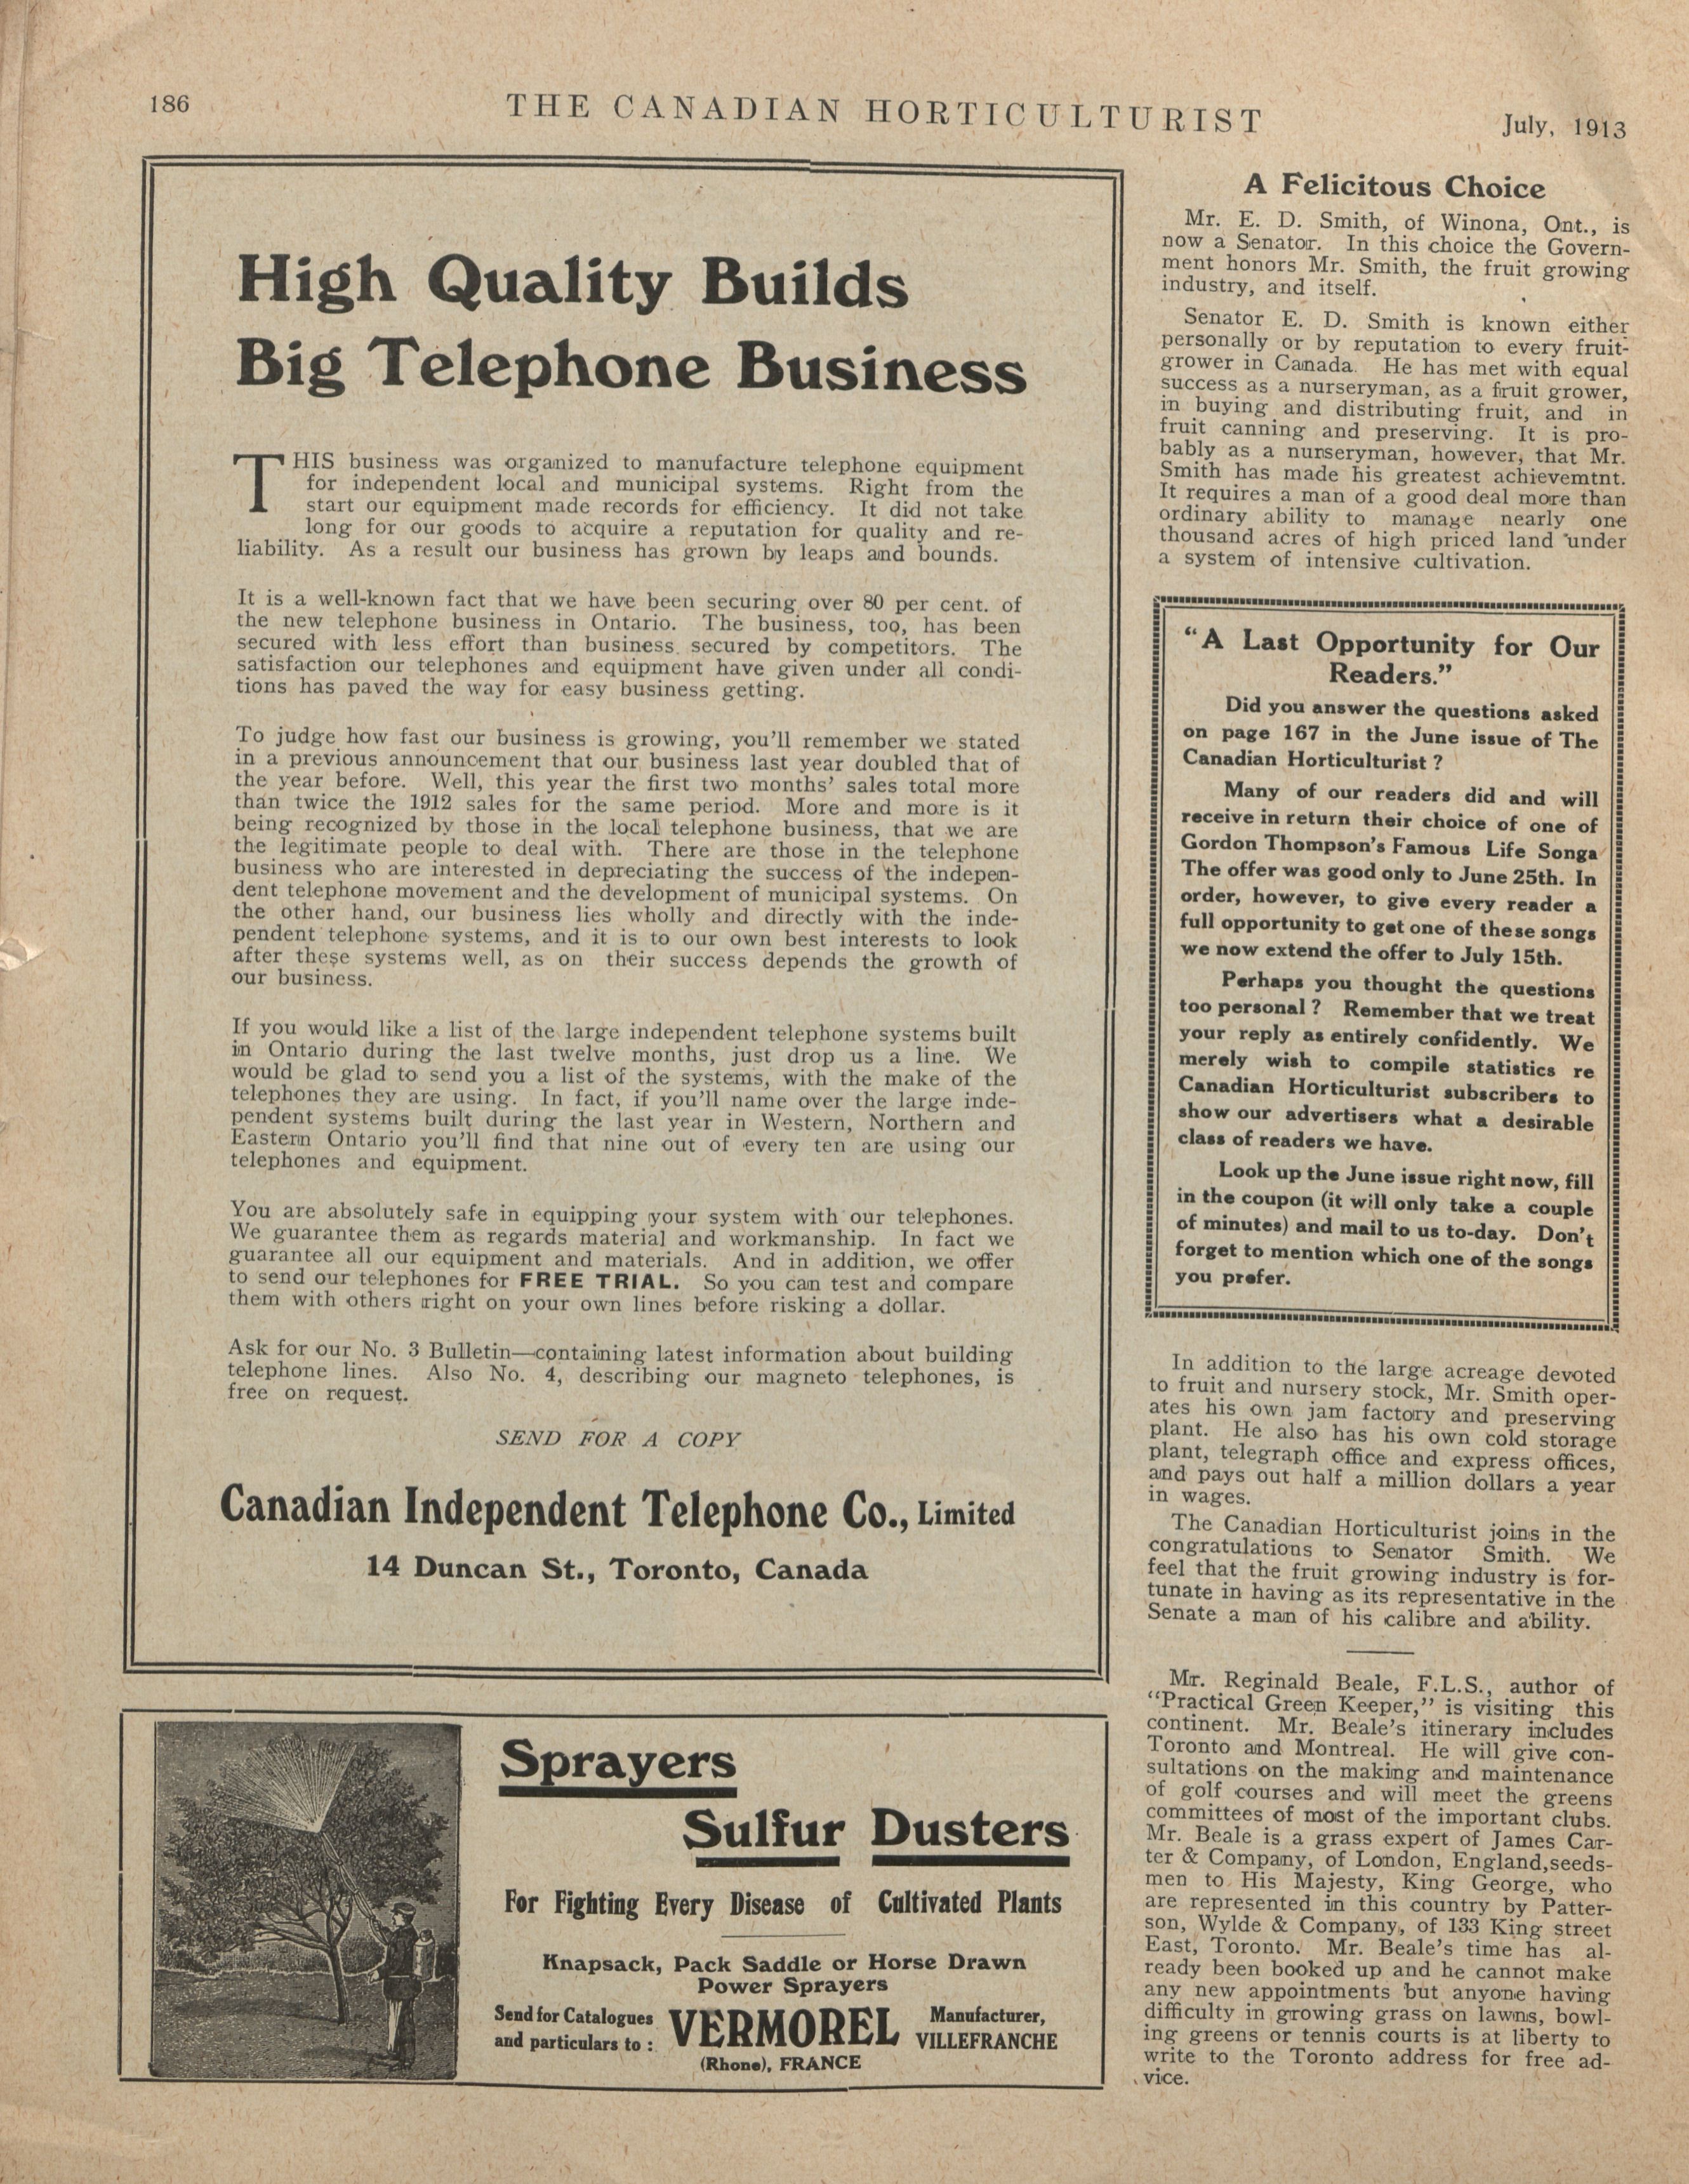 186
THE CANADIAN HORTICULTURIST
July, 1913
High Quality Builds
Big Telephone Business
THIS business was organized to manufacture telephone equipment
for independent local and municipal systems. Right from the
start our equipment made records for efficiency. It did not take
long for our goods to acquire a reputation for quality and re-
liability. As a result our business has grown by leaps and bounds.
It is a well-known fact that we have been securing over 80 per cent. of
the new telephone business in Ontario. The business, too, has been
secured with less effort than business secured by competitors. The
satisfaction our telephones and equipment have given under all condi-
tions has paved the way for easy business getting.
To judge how fast our business is growing, you'll remember we stated
in a previous announcement that our business last year doubled that of
the year before. Well, this year the first two months' sales total more
than twice the 1912 sales for the same period. More and more is it
being recognized by those in the local telephone business, that we are
the legitimate people to deal with. There are those in the telephone
business who are interested in depreciating the success of the indepen-
dent telephone movement and the development of municipal systems. On
the other hand, our business lies wholly and directly with the inde-
pendent telephone systems, and it is to our own best interests to look
after these systems well, as on their success depends the growth of
our business.
If you would like a list of the large independent telephone systems built
in Ontario during the last twelve months, just drop us a line. We
would be glad to send you a list of the systems, with the make of the
telephones they are using. In fact, if you'll name over the large inde-
pendent systems built during the last year in Western, Northern and
Eastern Ontario you'll find that nine out of every ten are using our
telephones and equipment.
You are absolutely safe in equipping your system with our telephones.
We guarantee them as regards material and workmanship. In fact we
guarantee all our equipment and materials. And in addition, we offer
to send our telephones for FREE TRIAL. So you can test and compare
them with others right on your own lines before risking a dollar.
Ask for our No. 3 Bulletin—containing latest information about building
telephone lines. Also No. 4, describing our magneto telephones, is
free on request.
SEND FOR A COPY
Canadian Independent Telephone Co., Limited
14 Duncan St., Toronto, Canada
Sprayers
Sulfur Dusters
For Fighting Every Disease of Cultivated Plants
Knapsack, Pack Saddle or Horse Drawn
Power Sprayers
Send for Catalogues
and particulars to :
VERMOREL
Manufacturer,
VILLEFRANCHE
(Rhone), FRANCE
A Felicitous Choice
Mr. E. D. Smith, of Winona, Ont., is
now a Senator. In this choice the Govern-
ment honors Mr. Smith, the fruit growing
industry, and itself.
Senator E. D. Smith is known either
personally or by reputation to every fruit-
grower in Canada. He has met with equal
success as a nurseryman, as a fruit grower,
in buying and distributing fruit, and in
fruit canning and preserving. It is pro-
bably as a nurseryman, however, that Mr.
Smith has made his greatest achievemtnt.
It requires a man of a good deal more than
ordinary ability to manage nearly one
thousand acres of high priced land under
a system of intensive cultivation.
"A Last Opportunity for Our
Readers."
Did you answer the questions asked
on page 167 in the June issue of The
Canadian Horticulturist ?
Many of our readers did and will
receive in return their choice of one of
Gordon Thompson's Famous Life Songa
The offer was good only to June 25th. In
order, however, to give every reader a
full opportunity to get one of these songs
we now extend the offer to July 15th.
Perhaps you thought the questions
too personal ? Remember that we treat
your reply as entirely confidently. We
merely wish to compile statistics re
Canadian Horticulturist subscribers to
show our advertisers what a desirable
class of readers we have.
Look up the June issue right now, fill
in the coupon (it will only take a couple
of minutes) and mail to us to-day. Don't
forget to mention which one of the songs
you prefer.
In addition to the large acreage devoted
to fruit and nursery stock, Mr. Smith oper-
ates his own jam factory and preserving
plant. He also has his own cold storage
plant, telegraph office and express offices,
and pays out half a million dollars a year
in wages.
The Canadian Horticulturist joins in the
congratulations to Senator Smith. We
feel that the fruit growing industry is for-
tunate in having as its representative in the
Senate a man of his calibre and ability.
Mr. Reginald Beale, F.L.S., author of
"Practical Green Keeper," is visiting this
continent. Mr. Beale's itinerary includes
Toronto and Montreal. He will give con-
sultations on the making and maintenance
of golf courses and will meet the greens
committees of most of the important clubs.
Mr. Beale is a grass expert of James Car-
ter & Company, of London, England,seeds-
men to His Majesty, King George, who
are represented in this country by Patter-
son, Wylde & Company, of 133 King street
East, Toronto. Mr. Beale's time has al-
ready been booked up and he cannot make
any new appointments but anyone having
difficulty in growing grass on lawns, bowl-
ing greens or tennis courts is at liberty to
write to the Toronto address for free ad-
vice.